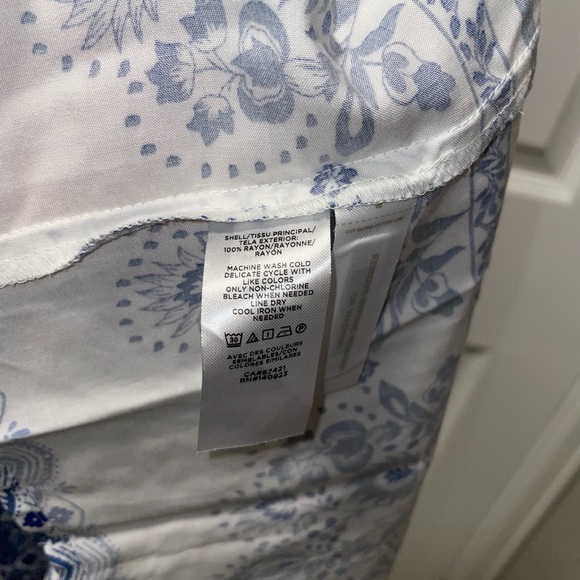 SHELL/TISSU PRINCIPAL/
TELA EXTERIOR:
100% RAYON/RAYONNE/
RAYÓN
MACHINE WASH COLD
DELICATE CYCLE WITH
LIKE COLORS
ONLY NON-CHLORINE
BLEACH WHEN NEEDED
LINE DRY
COOL IRON WHEN NEEDED
30 P
AVEC DES COULEURS
SEMBLABLES/CON
COLORES SIMILARES
CA#57421
RN#140923